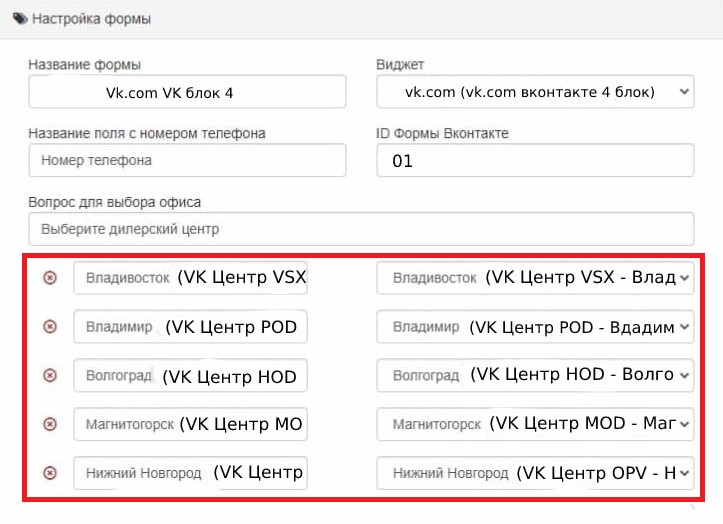 Настройка формы
Название формы
Виджет
Vk.com VK блок 4
vk.com (vk.com вконтакте 4 блок)
Название поля с номером телефона
ID Формы Вконтакте
Номер телефона
01
Вопрос для выбора офиса
Выберите дилерский центр
Владивосток (VK Центр VSX
Владивосток (VK Центр VSX - Влад
Владимир (VK Центр POD
Владимир (VK Центр POD - Вдадим
Волгоград (VK Центр HOD
Волгоград (VK Центр HOD - Волго
Магнитогорск (VK Центр MO
Магнитогорск (VK Центр MOD - Маг
Нижний Новгород (VK Центр
Нижний Новгород (VK Центр OPV - Н